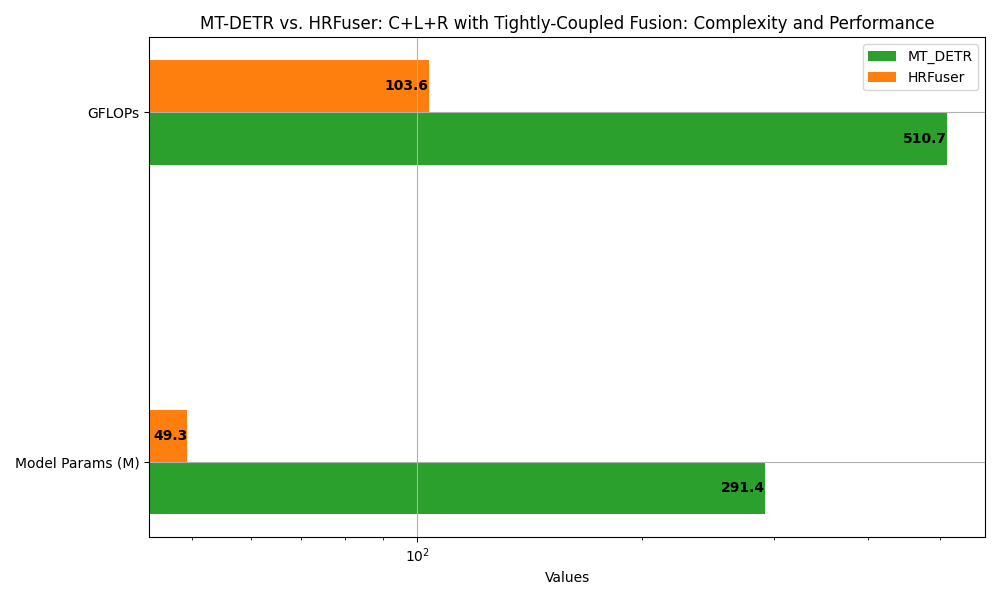 MT-DETR vs. HRFuser: C+L+R with Tightly-Coupled Fusion: Complexity and Performance
MT_DETR
HRFuser
GFLOPs
103.6
510.7
Model Params (M)
49.3
291.4
10²
Values